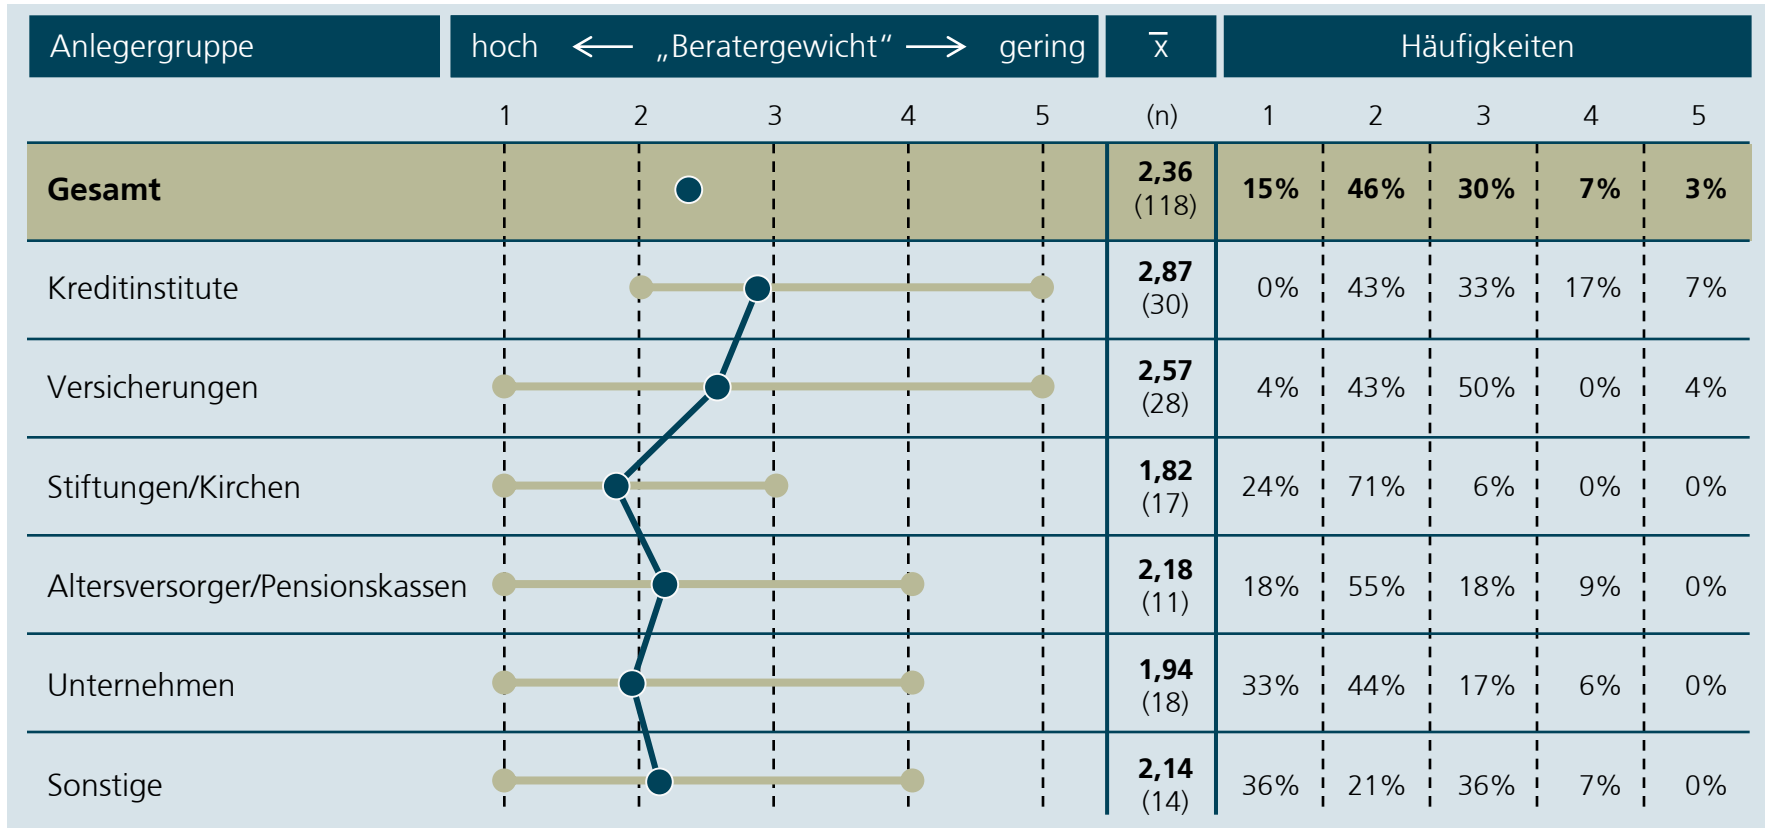 Anlegergruppe hoch ← „Beratergewicht“ → gering x̅ Häufigkeiten
1 2 3 4 5 (n) 1 2 3 4 5
Gesamt 2,36 15% 46% 30% 7% 3%
(118)
Kreditinstitute 2,87 0% 43% 33% 17% 7%
(30)
Versicherungen 2,57 4% 43% 50% 0% 4%
(28)
Stiftungen/Kirchen 1,82 24% 71% 6% 0% 0%
(17)
Altersversorger/Pensionskassen 2,18 18% 55% 18% 9% 0%
(11)
Unternehmen 1,94 33% 44% 17% 6% 0%
(18)
Sonstige 2,14 36% 21% 36% 7% 0%
(14)